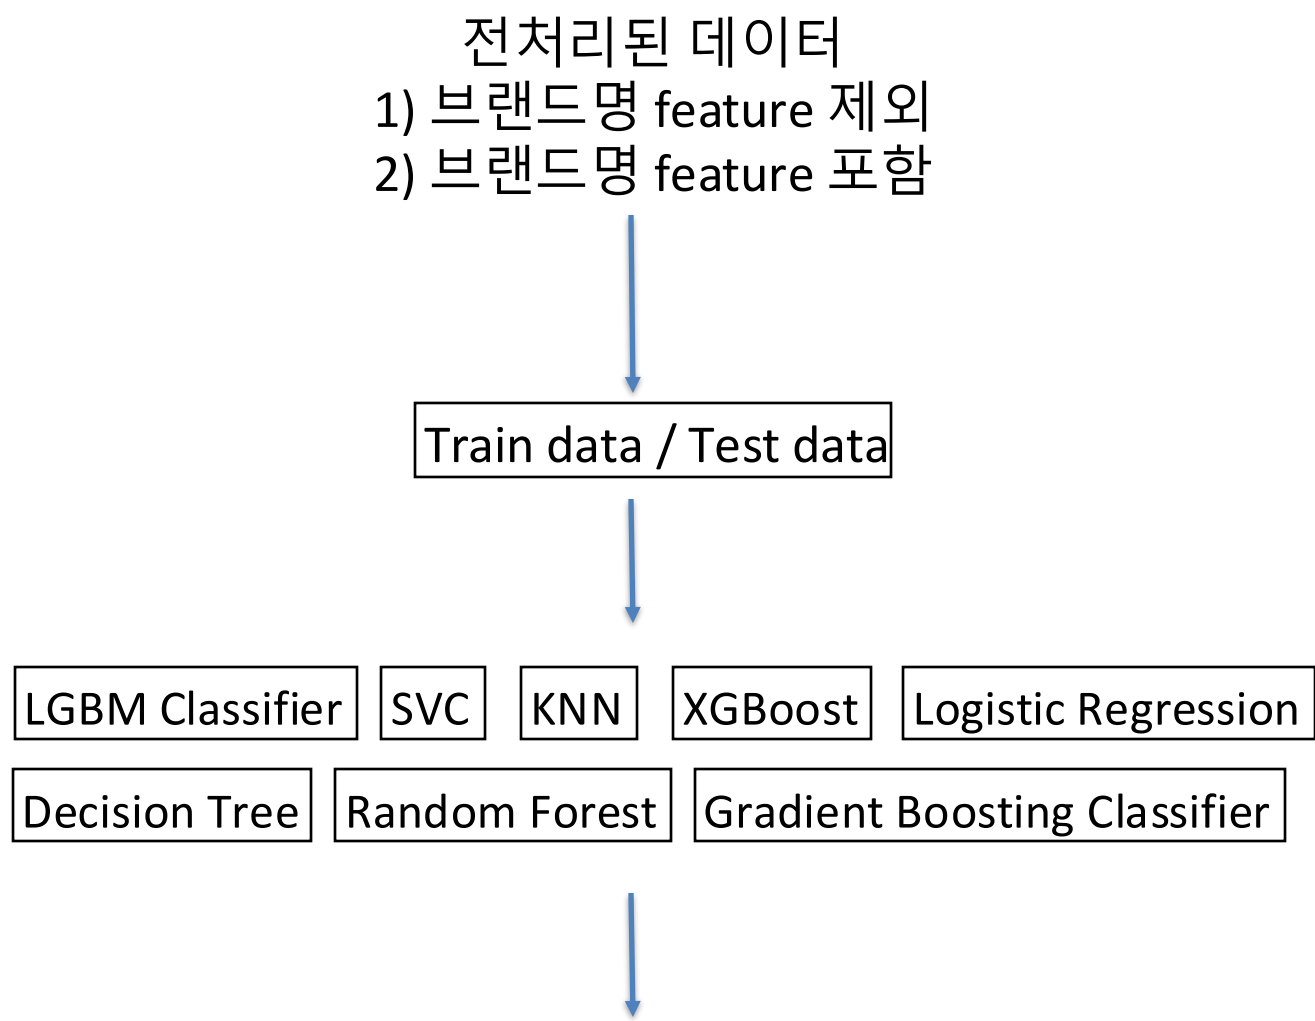 전처리된 데이터
1) 브랜드명 feature 제외
2) 브랜드명 feature 포함
Train data / Test data
LGBM Classifier SVC KNN XGBoost Logistic Regression
Decision Tree Random Forest Gradient Boosting Classifier